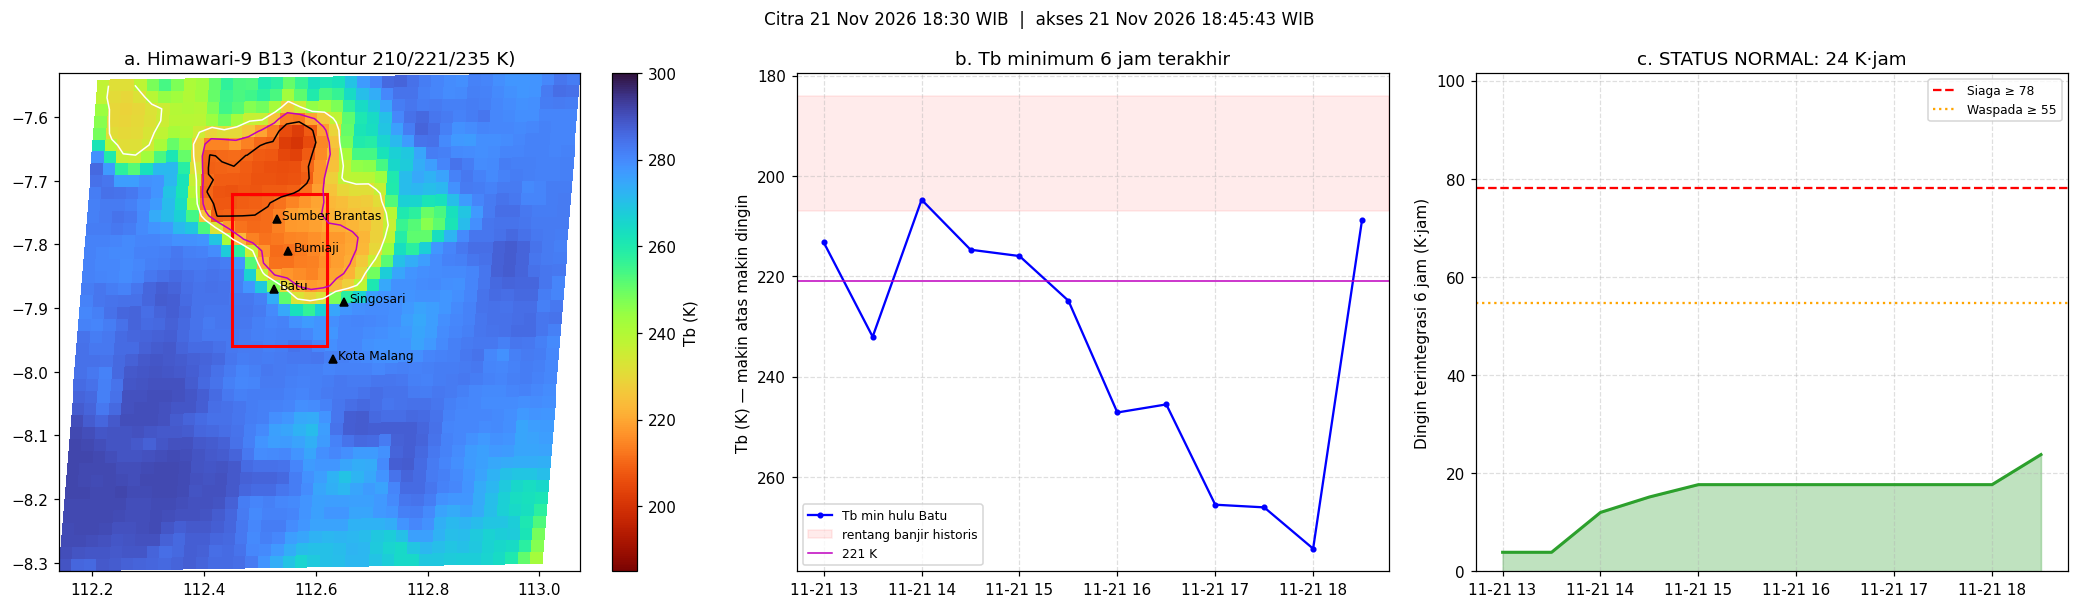 Citra 21 Nov 2026 18:30 WIB  |  akses 21 Nov 2026 18:45:43 WIB
a. Himawari-9 B13 (kontur 210/221/235 K)
−7.6
−7.7
−7.8
−7.9
−8.0
−8.1
−8.2
−8.3
112.2
112.4
112.6
112.8
113.0
Sumber Brantas
Bumiaji
Batu
Singosari
Kota Malang
300
280
260
240
220
200
Tb (K)
b. Tb minimum 6 jam terakhir
Tb (K) — makin atas makin dingin
180
200
220
240
260
Tb min hulu Batu
rentang banjir historis
221 K
11-21 13
11-21 14
11-21 15
11-21 16
11-21 17
11-21 18
c. STATUS NORMAL: 24 K·jam
Dingin terintegrasi 6 jam (K·jam)
100
80
60
40
20
0
Siaga ≥ 78
Waspada ≥ 55
11-21 13
11-21 14
11-21 15
11-21 16
11-21 17
11-21 18